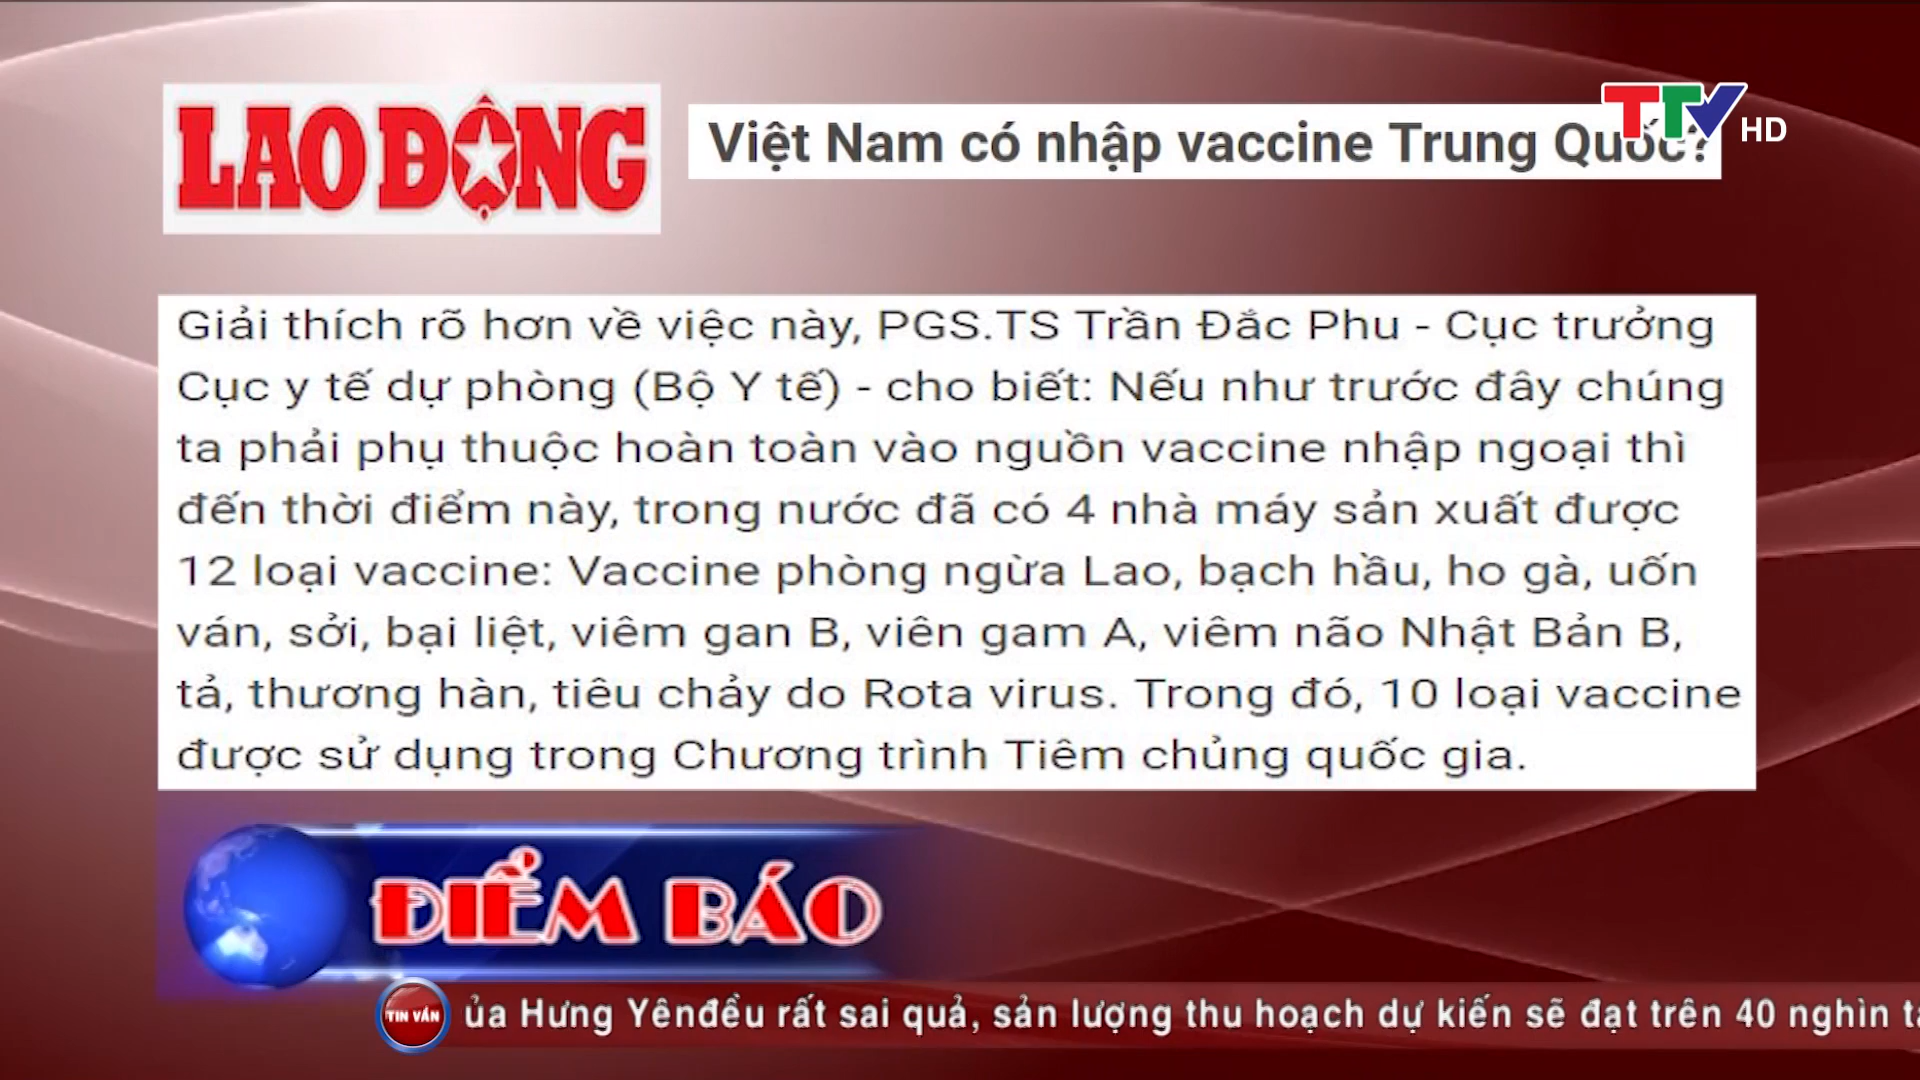 LAO ĐỘNG
Việt Nam có nhập vaccine Trung Quốc?
TTV HD
Giải thích rõ hơn về việc này, PGS.TS Trần Đắc Phu - Cục trưởng
Cục y tế dự phòng (Bộ Y tế) - cho biết: Nếu như trước đây chúng
ta phải phụ thuộc hoàn toàn vào nguồn vaccine nhập ngoại thì
đến thời điểm này, trong nước đã có 4 nhà máy sản xuất được
12 loại vaccine: Vaccine phòng ngừa Lao, bạch hầu, ho gà, uốn
ván, sởi, bại liệt, viêm gan B, viên gam A, viêm não Nhật Bản B,
tả, thương hàn, tiêu chảy do Rota virus. Trong đó, 10 loại vaccine
được sử dụng trong Chương trình Tiêm chủng quốc gia.
ĐIỂM BÁO
TIN VẮN
ủa Hưng Yênđều rất sai quả, sản lượng thu hoạch dự kiến sẽ đạt trên 40 nghìn